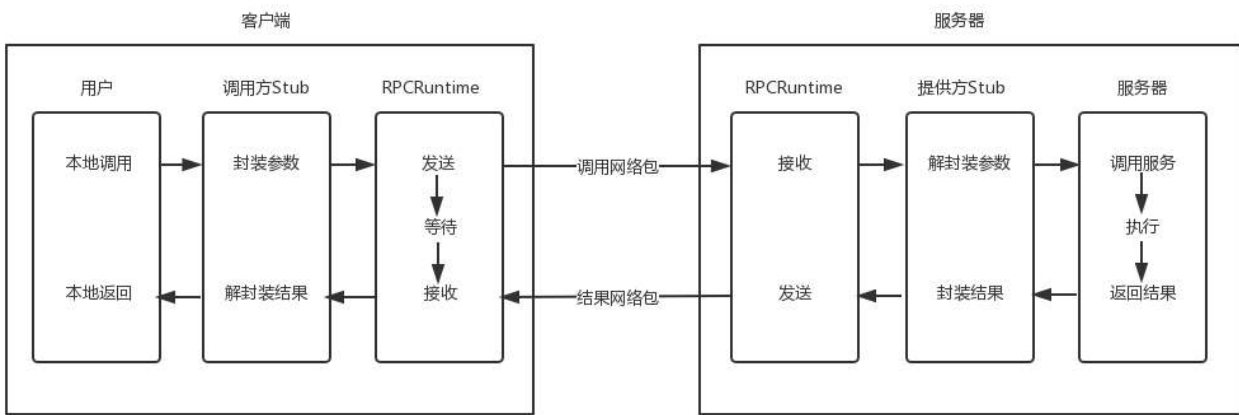 客户端
服务器
用户
调用方Stub
RPCRuntime
RPCRuntime
提供方Stub
服务器
本地调用
封装参数
发送
调用网络包
接收
解封装参数
调用服务
等待
执行
本地返回
解封装结果
接收
结果网络包
发送
封装结果
返回结果